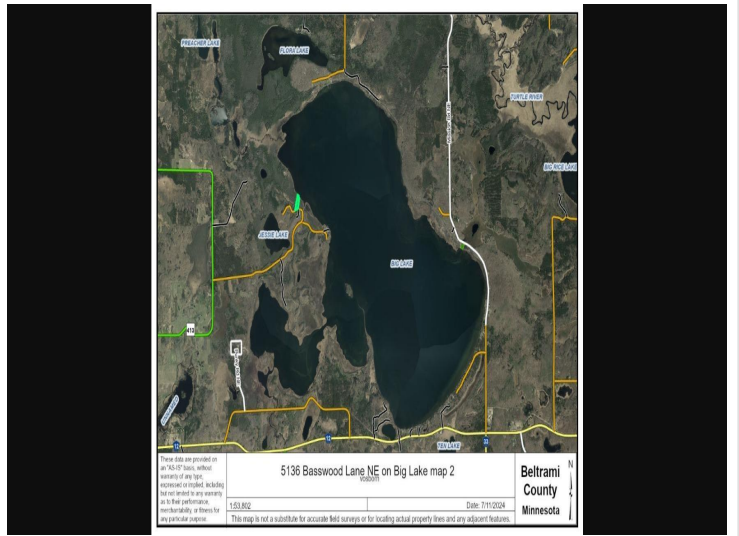 PREACHER LAKE
FLORA LAKE
TURTLE RIVER
BIG RICE LAKE
JESSIE LAKE
BIG LAKE
413
12
12
33
TEN LAKE
These data are provided on
an "AS-IS" basis, without
warranty of any type,
expressed or implied, including
but not limited to any warranty
as to their performance,
merchantability, or fitness for
any particular purpose.
5136 Basswood Lane NE on Big Lake map 2
vosborn
1:53,802
Date: 7/11/2024
This map is not a substitute for accurate field surveys or for locating actual property lines and any adjacent features.
Beltrami
County
Minnesota
N